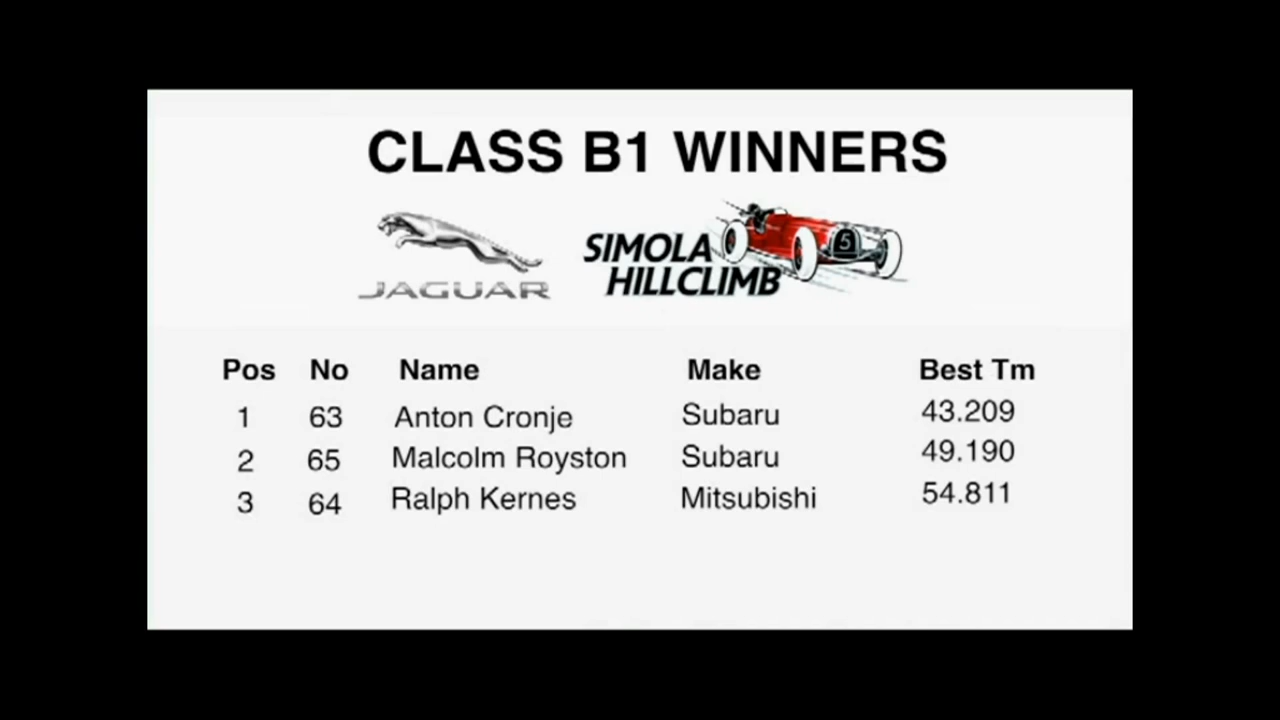 CLASS B1 WINNERS
JAGUAR
SIMOLA
HILLCLIMB
5
Pos No Name Make Best Tm
1 63 Anton Cronje Subaru 43.209
2 65 Malcolm Royston Subaru 49.190
3 64 Ralph Kernes Mitsubishi 54.811